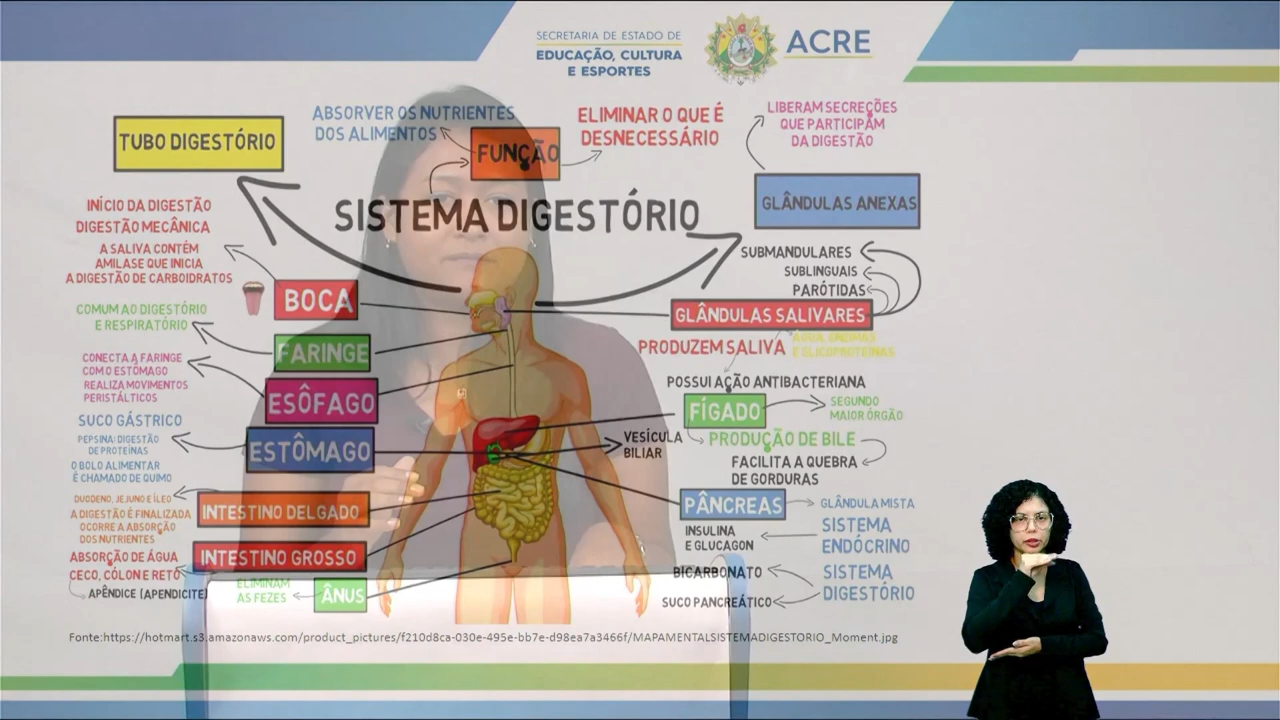 SECRETARIA DE ESTADO DE
EDUCAÇÃO, CULTURA
E ESPORTES
ACRE
ABSORVER OS NUTRIENTES
DOS ALIMENTOS
ELIMINAR O QUE É
DESNECESSÁRIO
LIBERAM SECREÇÕES
QUE PARTICIPAM
DA DIGESTÃO
TUBO DIGESTÓRIO
FUNÇÃO
GLÂNDULAS ANEXAS
SISTEMA DIGESTÓRIO
INÍCIO DA DIGESTÃO
DIGESTÃO MECÂNICA
A SALIVA CONTÉM
AMILASE QUE INICIA
A DIGESTÃO DE CARBOIDRATOS
BOCA
COMUM AO DIGESTÓRIO
E RESPIRATÓRIO
FARINGE
CONECTA A FARINGE
COM O ESTÔMAGO
REALIZA MOVIMENTOS
PERISTÁLTICOS
ESÔFAGO
SUCO GÁSTRICO
PEPSINA: DIGESTÃO
DE PROTEÍNAS
O BOLO ALIMENTAR
É CHAMADO DE QUIMO
ESTÔMAGO
DUODENO, JEJUNO E ÍLEO
A DIGESTÃO É FINALIZADA
OCORRE A ABSORÇÃO
DOS NUTRIENTES
INTESTINO DELGADO
ABSORÇÃO DE ÁGUA
CECO, CÓLON E RETO
APÊNDICE (APENDICITE)
INTESTINO GROSSO
ELIMINAM
AS FEZES
ÂNUS
SUBMANDULARES
SUBLINGUAIS
PARÓTIDAS
GLÂNDULAS SALIVARES
PRODUZEM SALIVA
ÁGUA, ENZIMAS
E GLICOPROTEÍNAS
POSSUI AÇÃO ANTIBACTERIANA
FÍGADO
SEGUNDO
MAIOR ÓRGÃO
VESÍCULA
BILIAR
PRODUÇÃO DE BILE
FACILITA A QUEBRA
DE GORDURAS
PÂNCREAS
GLÂNDULA MISTA
INSULINA
E GLUCAGON
SISTEMA
ENDÓCRINO
BICARBONATO
SUCO PANCREÁTICO
SISTEMA
DIGESTÓRIO
Fonte:https://hotmart.s3.amazonaws.com/product_pictures/f210d8ca-030e-495e-bb7e-d98ea7a3466f/MAPAMENTALSISTEMADIGESTORIO_Moment.jpg